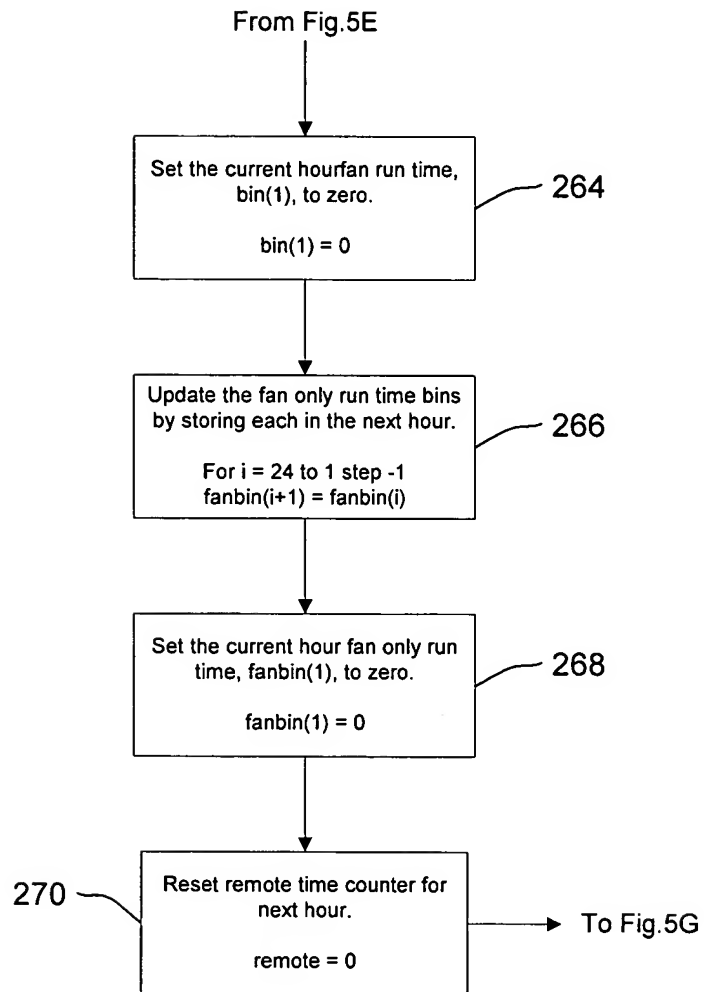 From Fig.5E
Set the current hourfan run time,
bin(1), to zero.
bin(1) = 0
264
Update the fan only run time bins
by storing each in the next hour.
For i = 24 to 1 step -1
fanbin(i+1) = fanbin(i)
266
Set the current hour fan only run
time, fanbin(1), to zero.
fanbin(1) = 0
268
270
Reset remote time counter for
next hour.
remote = 0
To Fig.5G